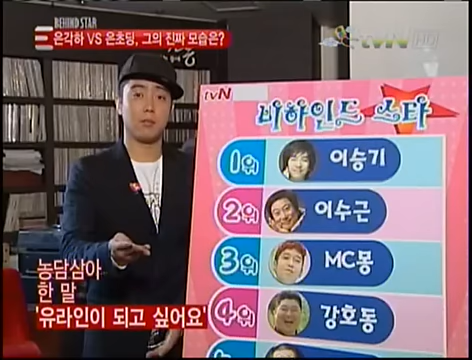 BEHIND STAR
은각하 VS 은초딩, 그의 진짜 모습은?
tvN HD
tvN
비하인드 스타
1위 이승기
2위 이수근
3위 MC몽
4위 강호동
농담삼아
한 말
'유라인이 되고 싶어요'